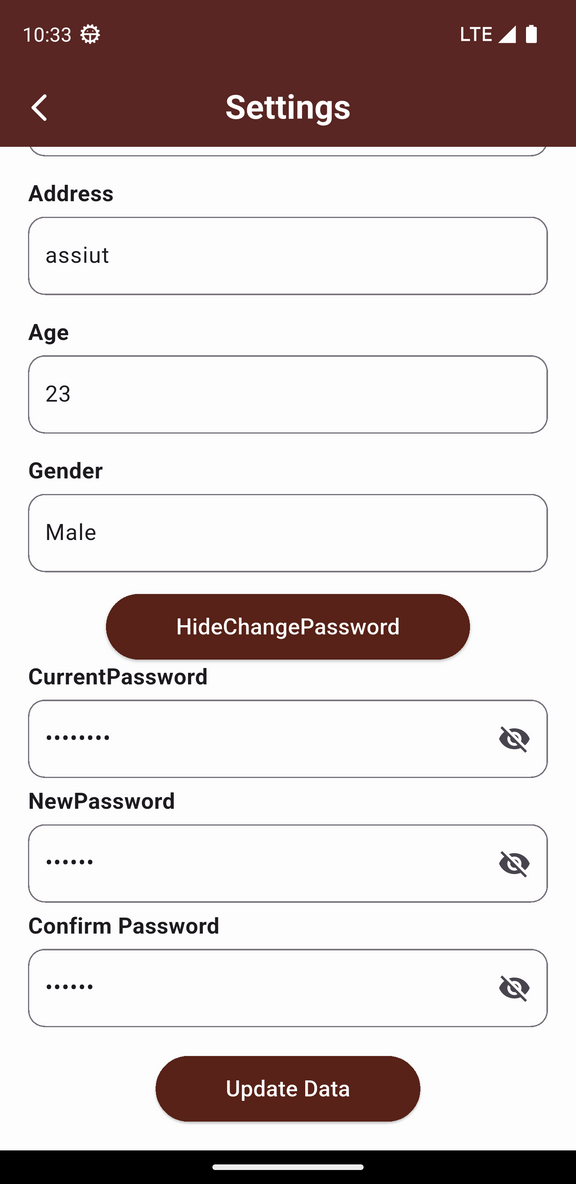 10:33
LTE
Settings
Address
assiut
Age
23
Gender
Male
HideChangePassword
CurrentPassword
••••••••
NewPassword
••••••
Confirm Password
••••••
Update Data